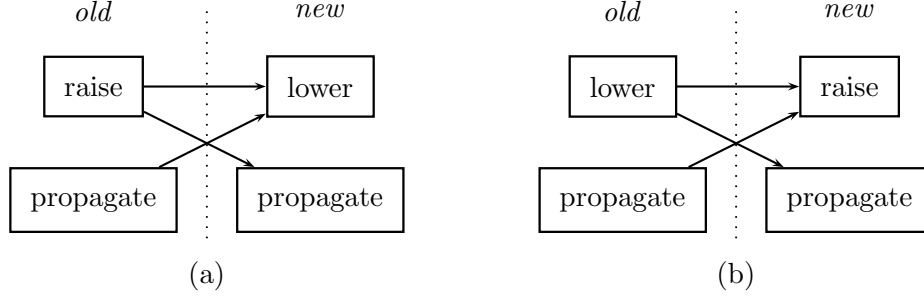 old new old new
raise lower lower raise
propagate propagate propagate propagate
(a) (b)